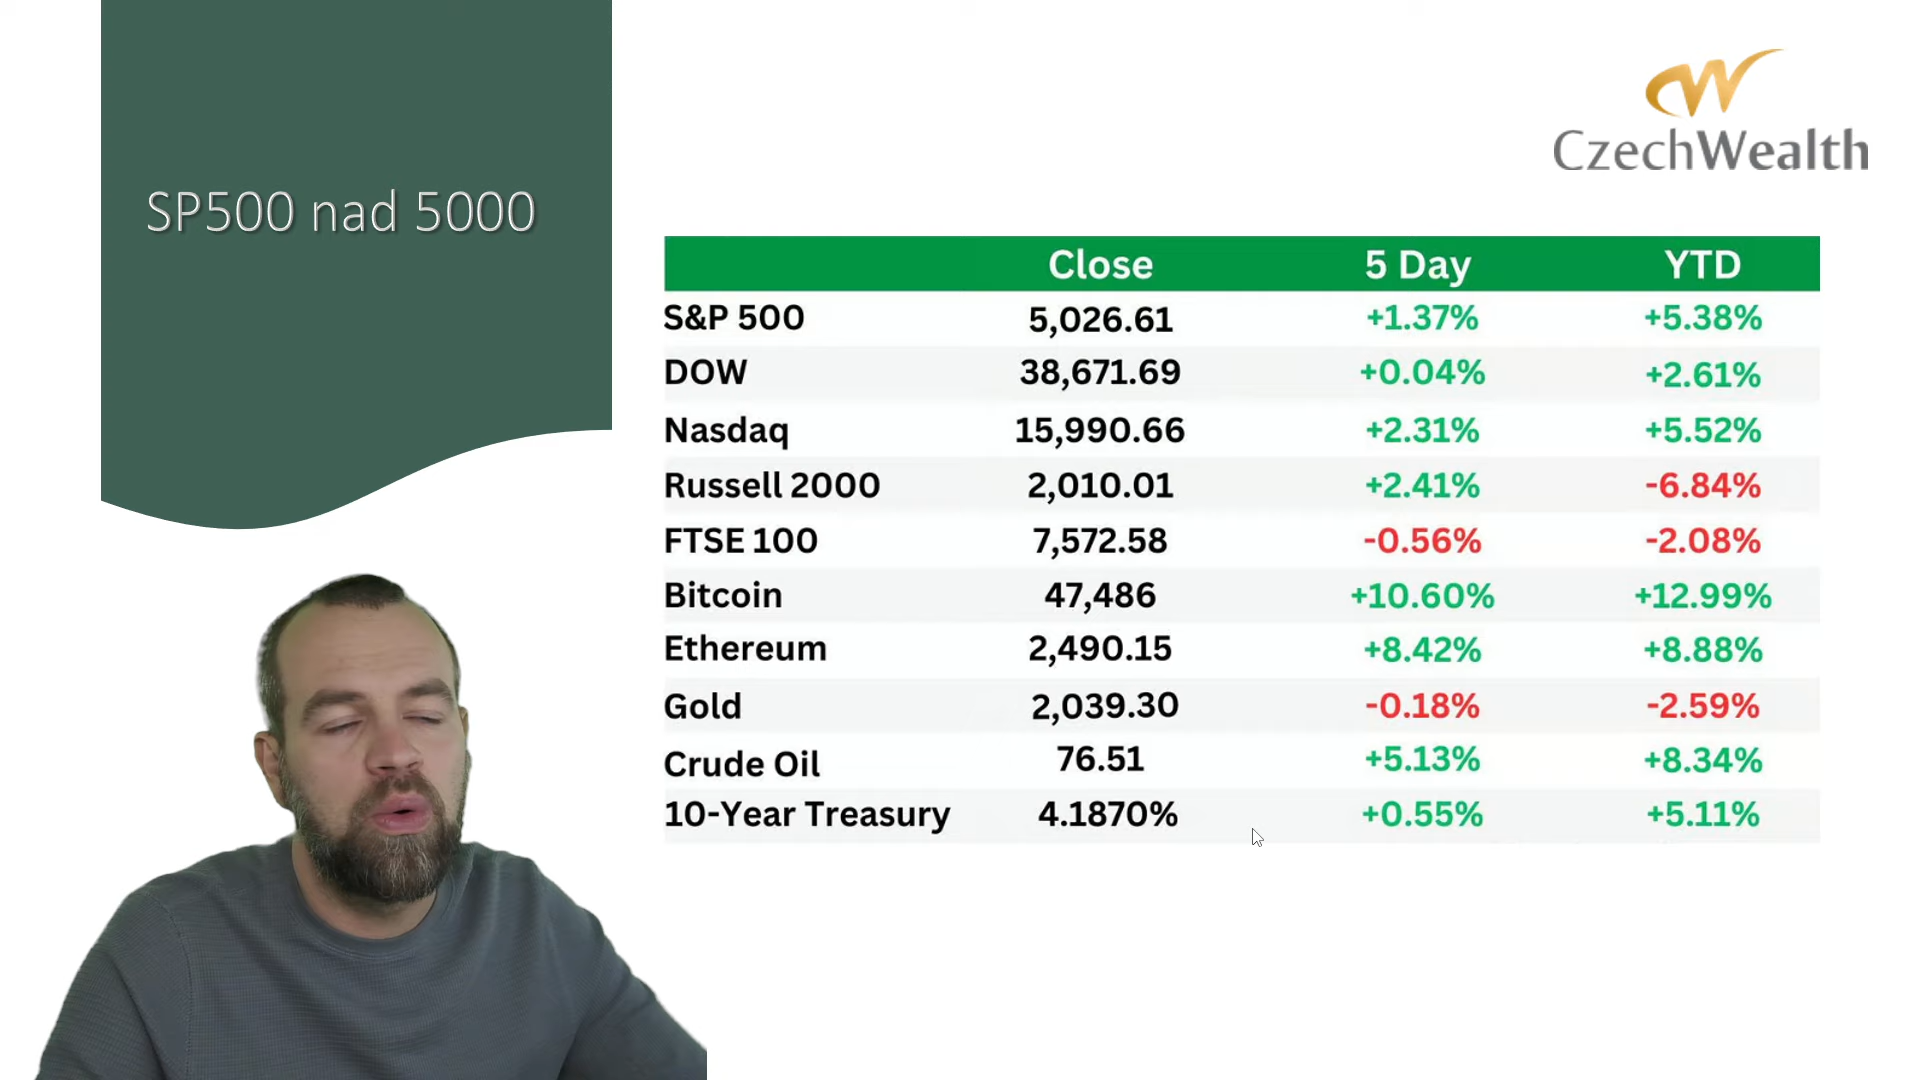 CzechWealth
SP500 nad 5000
Close 5 Day YTD
S&P 500 5,026.61 +1.37% +5.38%
DOW 38,671.69 +0.04% +2.61%
Nasdaq 15,990.66 +2.31% +5.52%
Russell 2000 2,010.01 +2.41% -6.84%
FTSE 100 7,572.58 -0.56% -2.08%
Bitcoin 47,486 +10.60% +12.99%
Ethereum 2,490.15 +8.42% +8.88%
Gold 2,039.30 -0.18% -2.59%
Crude Oil 76.51 +5.13% +8.34%
10-Year Treasury 4.1870% +0.55% +5.11%